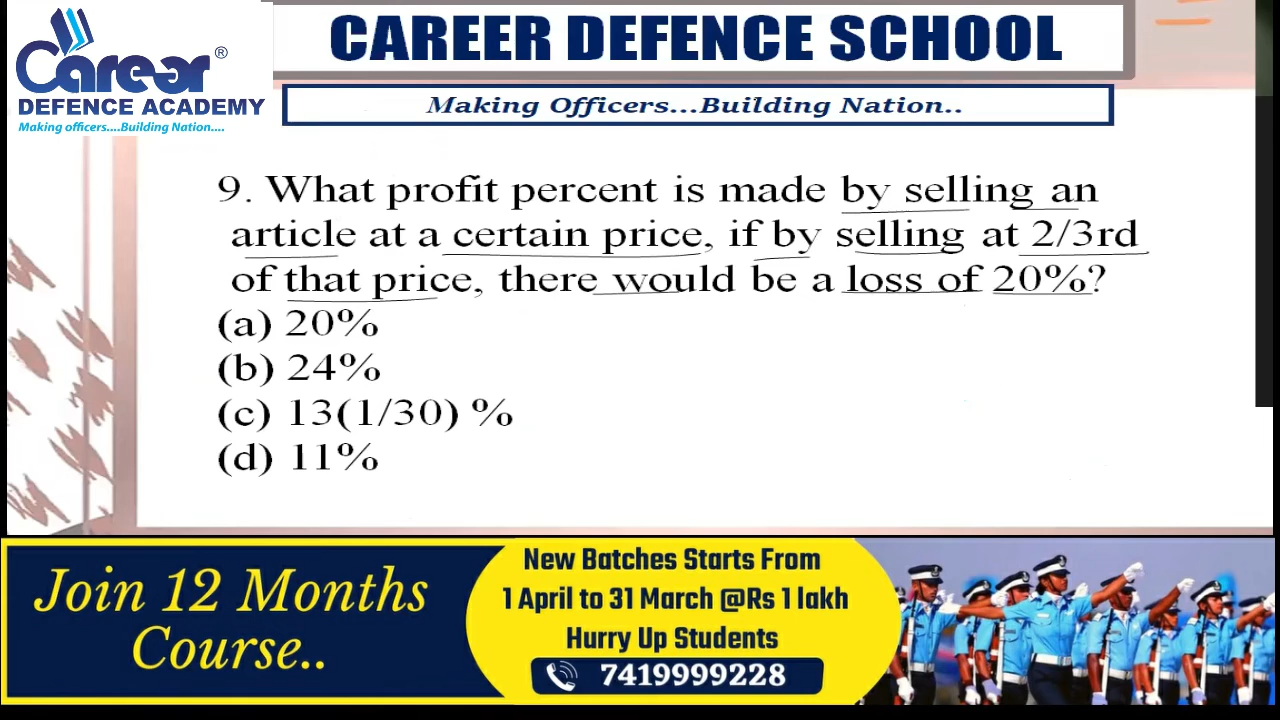 Carear®
DEFENCE ACADEMY
Making officers....Building Nation....
CAREER DEFENCE SCHOOL
Making Officers...Building Nation..
9. What profit percent is made by selling an
article at a certain price, if by selling at 2/3rd
of that price, there would be a loss of 20%?
(a) 20%
(b) 24%
(c) 13(1/30) %
(d) 11%
Join 12 Months
Course..
New Batches Starts From
1 April to 31 March @Rs 1 lakh
Hurry Up Students
7419999228